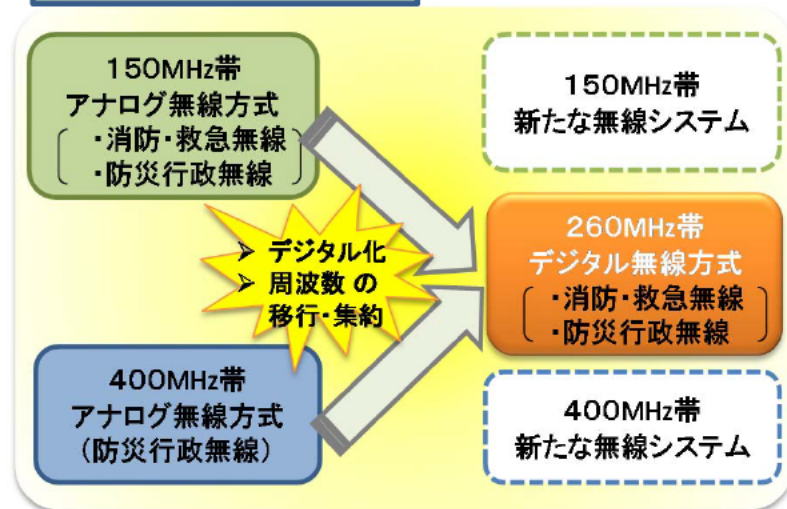 150MHz帯
アナログ無線方式
・消防・救急無線
・防災行政無線
150MHz帯
新たな無線システム
➢ デジタル化
➢ 周波数の
移行・集約
260MHz帯
デジタル無線方式
・消防・救急無線
・防災行政無線
400MHz帯
アナログ無線方式
(防災行政無線)
400MHz帯
新たな無線システム